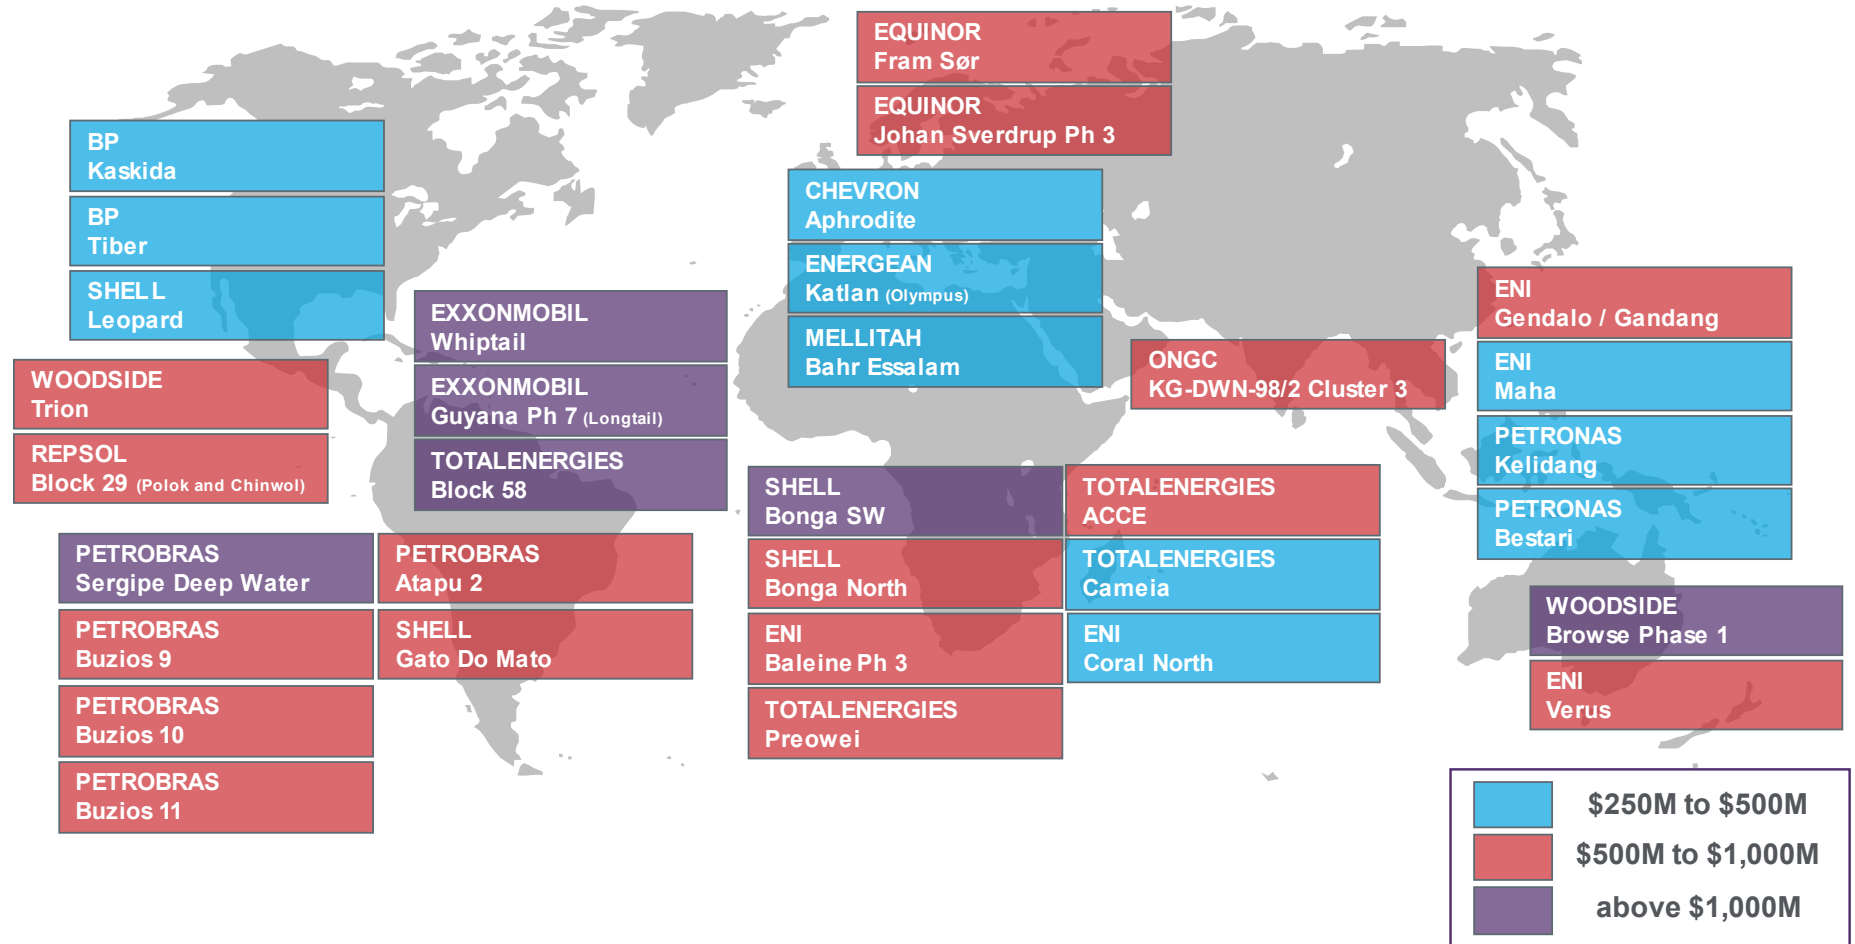 EQUINOR
Fram Sør
EQUINOR
Johan Sverdrup Ph 3
BP
Kaskida
BP
Tiber
SHELL
Leopard
CHEVRON
Aphrodite
ENERGEAN
Katlan (Olympus)
MELLITAH
Bahr Essalam
EXXONMOBIL
Whiptail
EXXONMOBIL
Guyana Ph 7 (Longtail)
TOTALENERGIES
Block 58
WOODSIDE
Trion
REPSOL
Block 29 (Polok and Chinwol)
ONGC
KG-DWN-98/2 Cluster 3
ENI
Gendalo / Gandang
ENI
Maha
PETRONAS
Kelidang
PETRONAS
Bestari
PETROBRAS
Sergipe Deep Water
PETROBRAS
Buzios 9
PETROBRAS
Buzios 10
PETROBRAS
Buzios 11
PETROBRAS
Atapu 2
SHELL
Gato Do Mato
SHELL
Bonga SW
SHELL
Bonga North
ENI
Baleine Ph 3
TOTALENERGIES
Preowei
TOTALENERGIES
ACCE
TOTALENERGIES
Cameia
ENI
Coral North
WOODSIDE
Browse Phase 1
ENI
Verus
$250M to $500M
$500M to $1,000M
above $1,000M